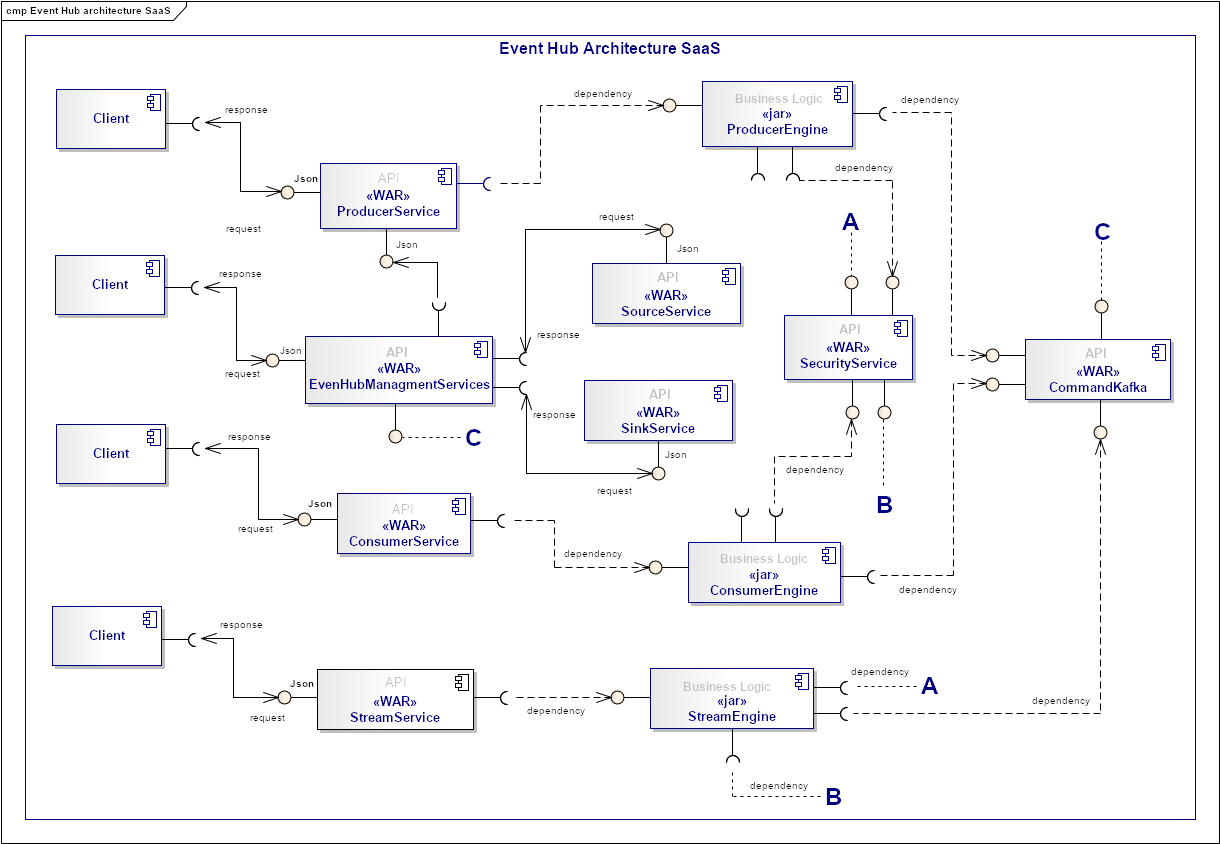 cmp Event Hub architecture SaaS
Event Hub Architecture SaaS
Client
response
Json
request
API
«WAR»
ProducerService
Json
dependency
Business Logic
«jar»
ProducerEngine
dependency
dependency
request
Json
API
«WAR»
SourceService
response
A
C
API
«WAR»
SecurityService
API
«WAR»
CommandKafka
Client
response
Json
request
API
«WAR»
EvenHubManagmentServices
C
response
API
«WAR»
SinkService
Json
request
dependency
B
Client
response
Json
request
API
«WAR»
ConsumerService
dependency
Business Logic
«jar»
ConsumerEngine
dependency
Client
response
Json
request
API
«WAR»
StreamService
dependency
Business Logic
«jar»
StreamEngine
dependency
A
dependency
dependency
B